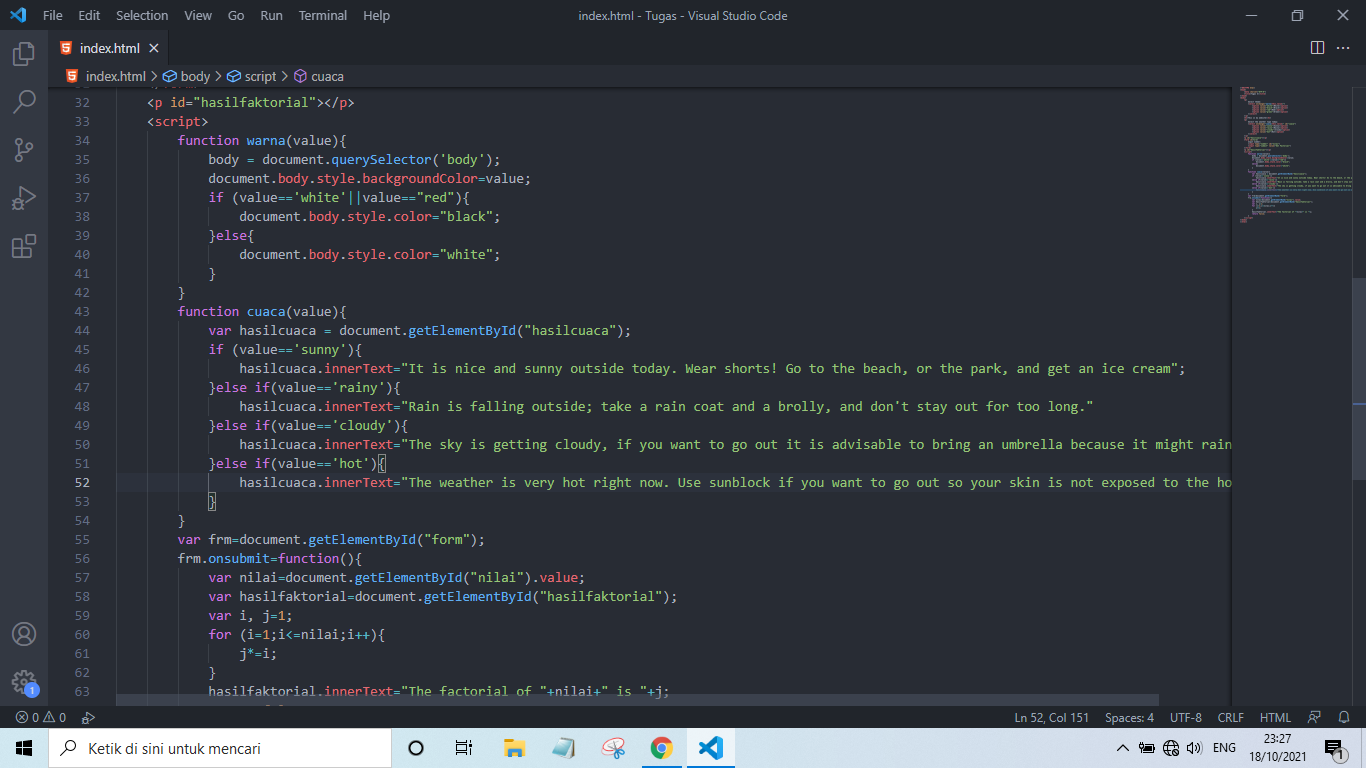 File Edit Selection View Go Run Terminal Help index.html - Tugas - Visual Studio Code
index.html
index.html > body > script > cuaca
32 <p id="hasilfaktorial"></p>
33 <script>
34 function warna(value){
35 body = document.querySelector('body');
36 document.body.style.backgroundColor=value;
37 if (value=='white'||value=="red"){
38 document.body.style.color="black";
39 }else{
40 document.body.style.color="white";
41 }
42 }
43 function cuaca(value){
44 var hasilcuaca = document.getElementById("hasilcuaca");
45 if (value=='sunny'){
46 hasilcuaca.innerText="It is nice and sunny outside today. Wear shorts! Go to the beach, or the park, and get an ice cream";
47 }else if(value=='rainy'){
48 hasilcuaca.innerText="Rain is falling outside; take a rain coat and a brolly, and don't stay out for too long."
49 }else if(value=='cloudy'){
50 hasilcuaca.innerText="The sky is getting cloudy, if you want to go out it is advisable to bring an umbrella because it might rain
51 }else if(value=='hot'){
52 hasilcuaca.innerText="The weather is very hot right now. Use sunblock if you want to go out so your skin is not exposed to the ho
53 }
54 }
55 var frm=document.getElementById("form");
56 frm.onsubmit=function(){
57 var nilai=document.getElementById("nilai").value;
58 var hasilfaktorial=document.getElementById("hasilfaktorial");
59 var i, j=1;
60 for (i=1;i<=nilai;i++){
61 j*=i;
62 }
63 hasilfaktorial.innerText="The factorial of "+nilai+" is "+j;
1
0 0 Ln 52, Col 151 Spaces: 4 UTF-8 CRLF HTML
Ketik di sini untuk mencari ENG 23:27
18/10/2021 1